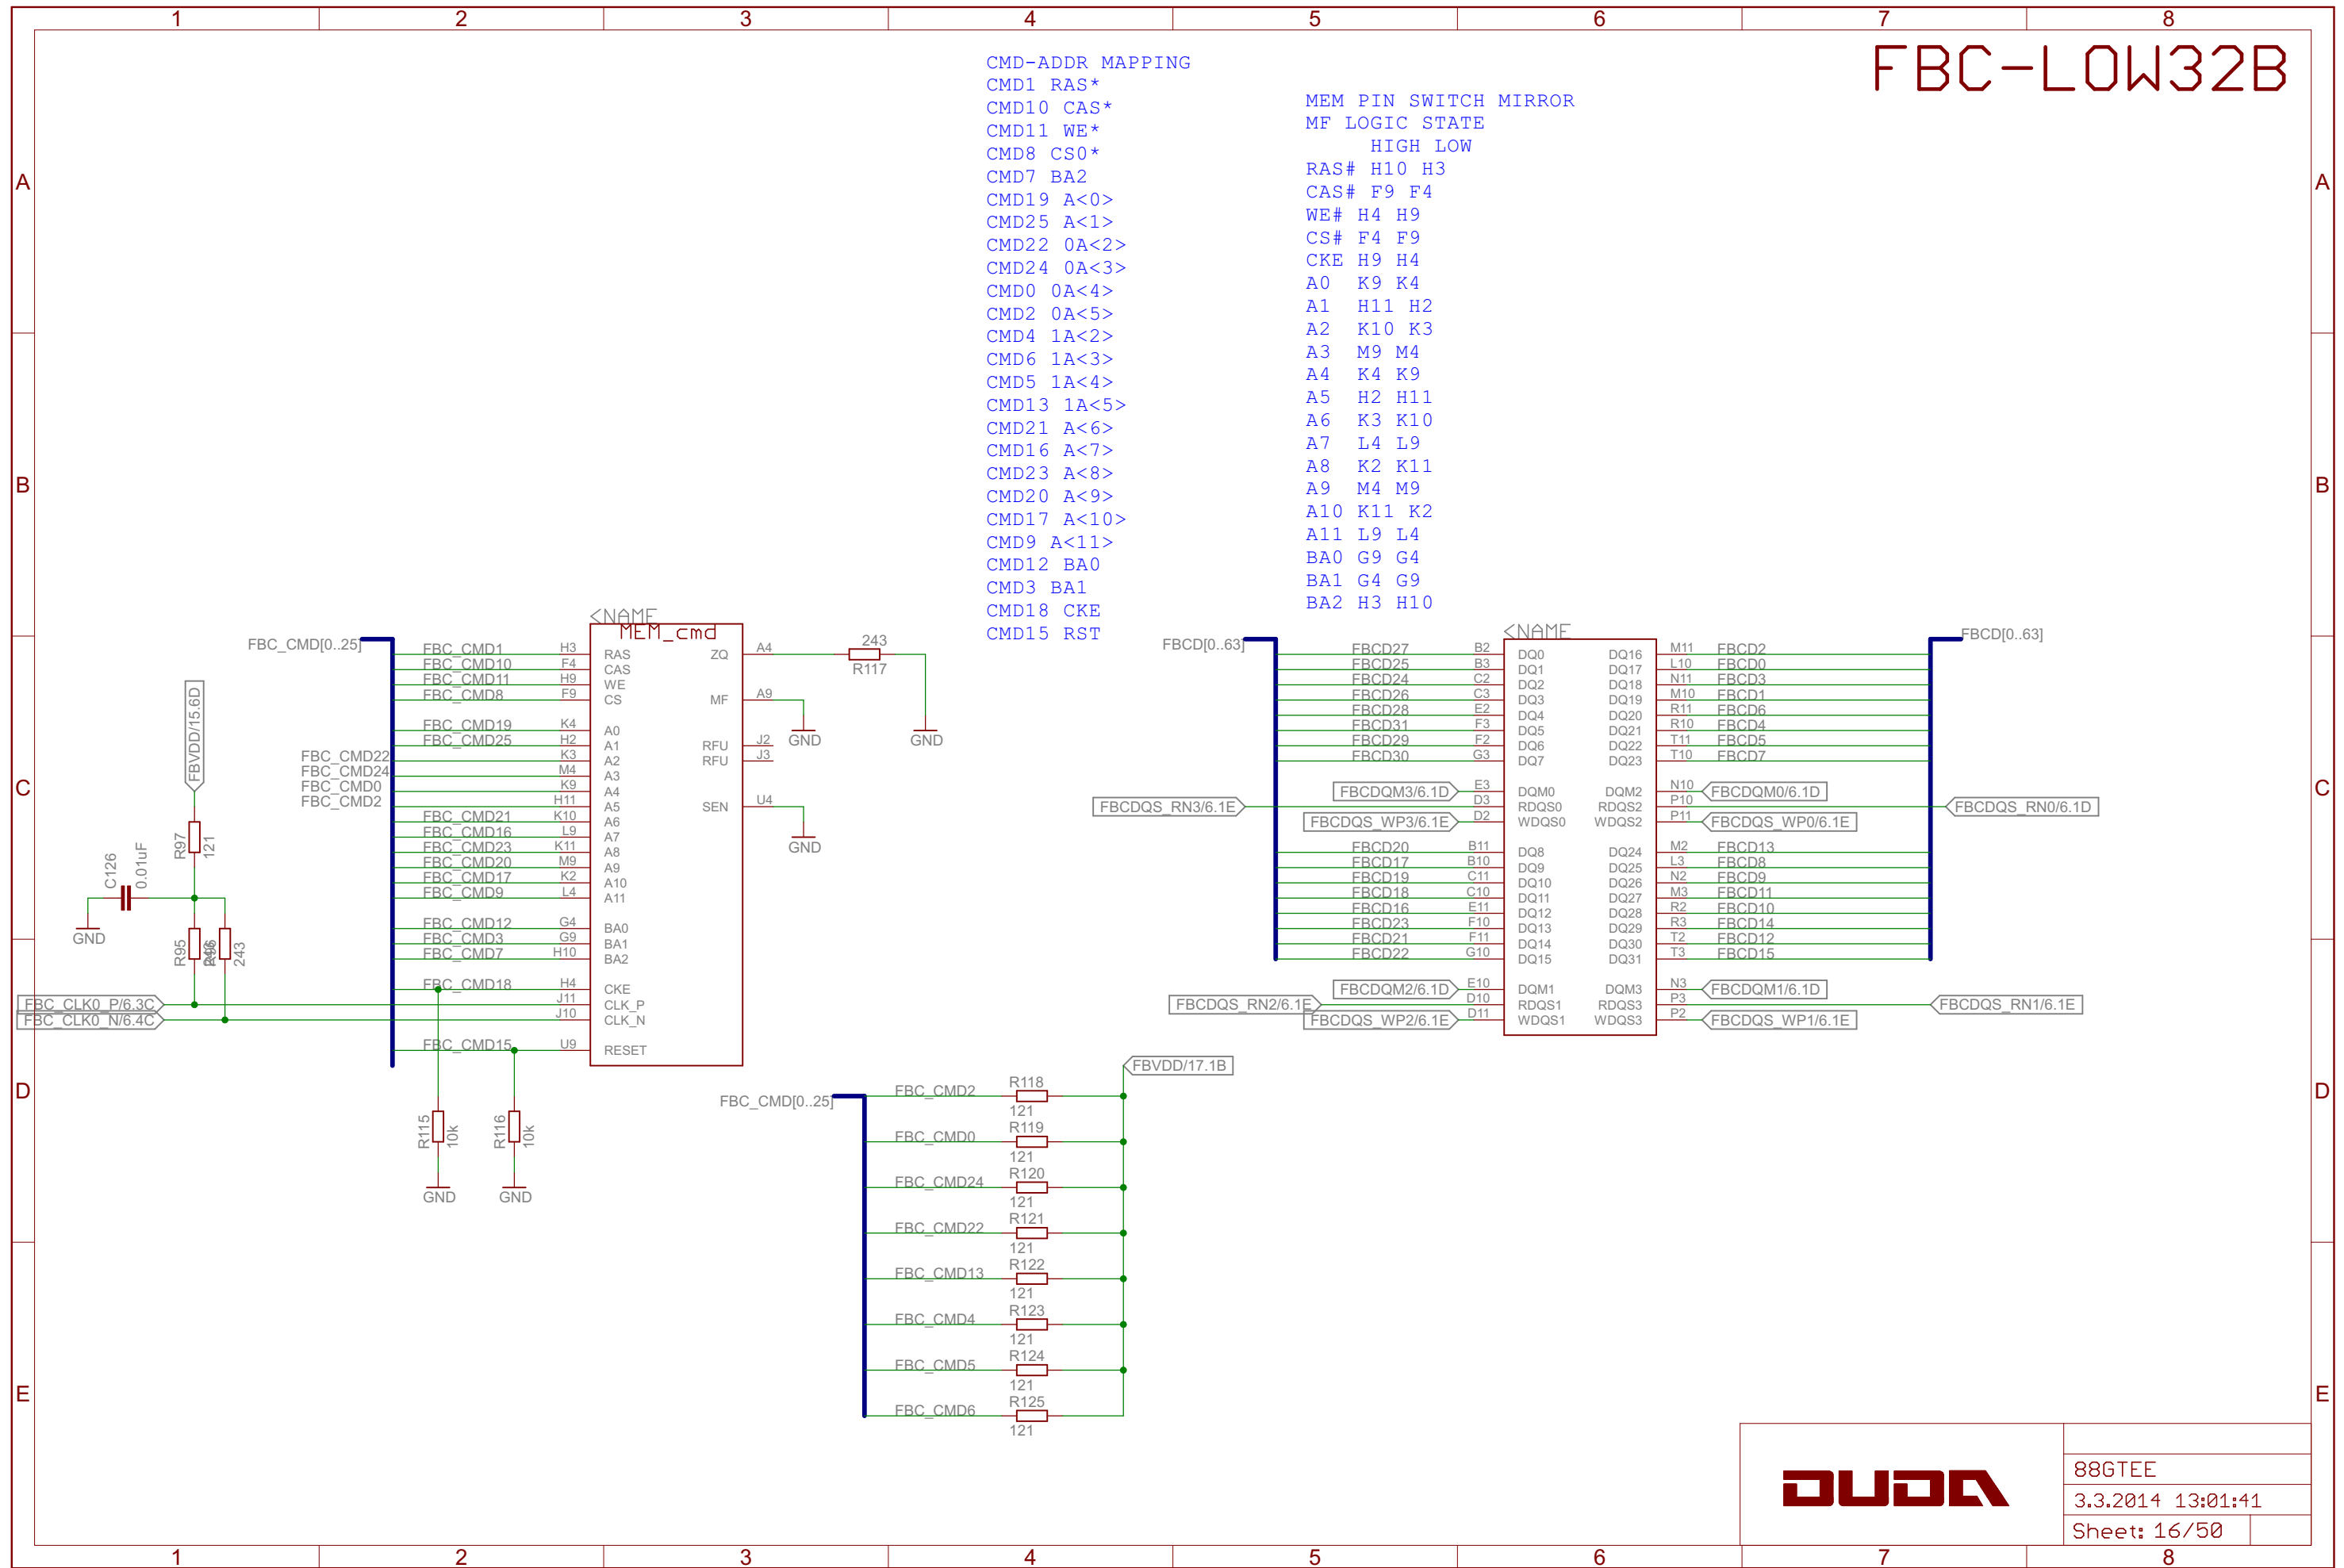 1 2 3 4 5 6 7 8
FBC-LOW32B
CMD-ADDR MAPPING
CMD1 RAS*
CMD10 CAS*
CMD11 WE*
CMD8 CS0*
CMD7 BA2
CMD19 A<0>
CMD25 A<1>
CMD22 0A<2>
CMD24 0A<3>
CMD0 0A<4>
CMD2 0A<5>
CMD4 1A<2>
CMD6 1A<3>
CMD5 1A<4>
CMD13 1A<5>
CMD21 A<6>
CMD16 A<7>
CMD23 A<8>
CMD20 A<9>
CMD17 A<10>
CMD9 A<11>
CMD12 BA0
CMD3 BA1
CMD18 CKE
CMD15 RST
MEM PIN SWITCH MIRROR
MF LOGIC STATE
HIGH LOW
RAS# H10 H3
CAS# F9 F4
WE# H4 H9
CS# F4 F9
CKE H9 H4
A0 K9 K4
A1 H11 H2
A2 K10 K3
A3 M9 M4
A4 K4 K9
A5 H2 H11
A6 K3 K10
A7 L4 L9
A8 K2 K11
A9 M4 M9
A10 K11 K2
A11 L9 L4
BA0 G9 G4
BA1 G4 G9
BA2 H3 H10
A A
B B
C C
D D
E E
<NAME
MEM_cmd
FBC_CMD[0..25]
FBC_CMD1 H3 RAS
FBC_CMD10 F4 CAS
FBC_CMD11 H9 WE
FBC_CMD8 F9 CS
FBC_CMD19 K4 A0
FBC_CMD25 H2 A1
FBC_CMD22 K3 A2
FBC_CMD24 M4 A3
FBC_CMD0 K9 A4
FBC_CMD2 H11 A5
FBC_CMD21 K10 A6
FBC_CMD16 L9 A7
FBC_CMD23 K11 A8
FBC_CMD20 M9 A9
FBC_CMD17 K2 A10
FBC_CMD9 L4 A11
FBC_CMD12 G4 BA0
FBC_CMD3 G9 BA1
FBC_CMD7 H10 BA2
FBC_CMD18 H4 CKE
FBC_CLK0_P/6.3C J11 CLK_P
FBC_CLK0_N/6.4C J10 CLK_N
FBC_CMD15 U9 RESET
ZQ A4 243 R117 GND
MF A9 GND
RFU J2
RFU J3
SEN U4 GND
FBVDD/15.6D
R97 121
C126 0.01uF
GND
R95
243
R115 10k GND
R116 10k GND
FBC_CMD[0..25]
FBVDD/17.1B
FBC_CMD2 R118 121
FBC_CMD0 R119 121
FBC_CMD24 R120 121
FBC_CMD22 R121 121
FBC_CMD13 R122 121
FBC_CMD4 R123 121
FBC_CMD5 R124 121
FBC_CMD6 R125 121
<NAME
FBCD[0..63] FBCD[0..63]
FBCD27 B2 DQ0 DQ16 M11 FBCD2
FBCD25 B3 DQ1 DQ17 L10 FBCD0
FBCD24 C2 DQ2 DQ18 N11 FBCD3
FBCD26 C3 DQ3 DQ19 M10 FBCD1
FBCD28 E2 DQ4 DQ20 R11 FBCD6
FBCD31 F3 DQ5 DQ21 R10 FBCD4
FBCD29 F2 DQ6 DQ22 T11 FBCD5
FBCD30 G3 DQ7 DQ23 T10 FBCD7
FBCDQM3/6.1D E3 DQM0 DQM2 N10 FBCDQM0/6.1D
FBCDQS_RN3/6.1E D3 RDQS0 RDQS2 P10 FBCDQS_RN0/6.1D
FBCDQS_WP3/6.1E D2 WDQS0 WDQS2 P11 FBCDQS_WP0/6.1E
FBCD20 B11 DQ8 DQ24 M2 FBCD13
FBCD17 B10 DQ9 DQ25 L3 FBCD8
FBCD19 C11 DQ10 DQ26 N2 FBCD9
FBCD18 C10 DQ11 DQ27 M3 FBCD11
FBCD16 E11 DQ12 DQ28 R2 FBCD10
FBCD23 F10 DQ13 DQ29 R3 FBCD14
FBCD21 F11 DQ14 DQ30 T2 FBCD12
FBCD22 G10 DQ15 DQ31 T3 FBCD15
FBCDQM2/6.1D E10 DQM1 DQM3 N3 FBCDQM1/6.1D
FBCDQS_RN2/6.1E D10 RDQS1 RDQS3 P3 FBCDQS_RN1/6.1E
FBCDQS_WP2/6.1E D11 WDQS1 WDQS3 P2 FBCDQS_WP1/6.1E
DUDA
88GTEE
3.3.2014 13:01:41
Sheet: 16/50
1 2 3 4 5 6 7 8